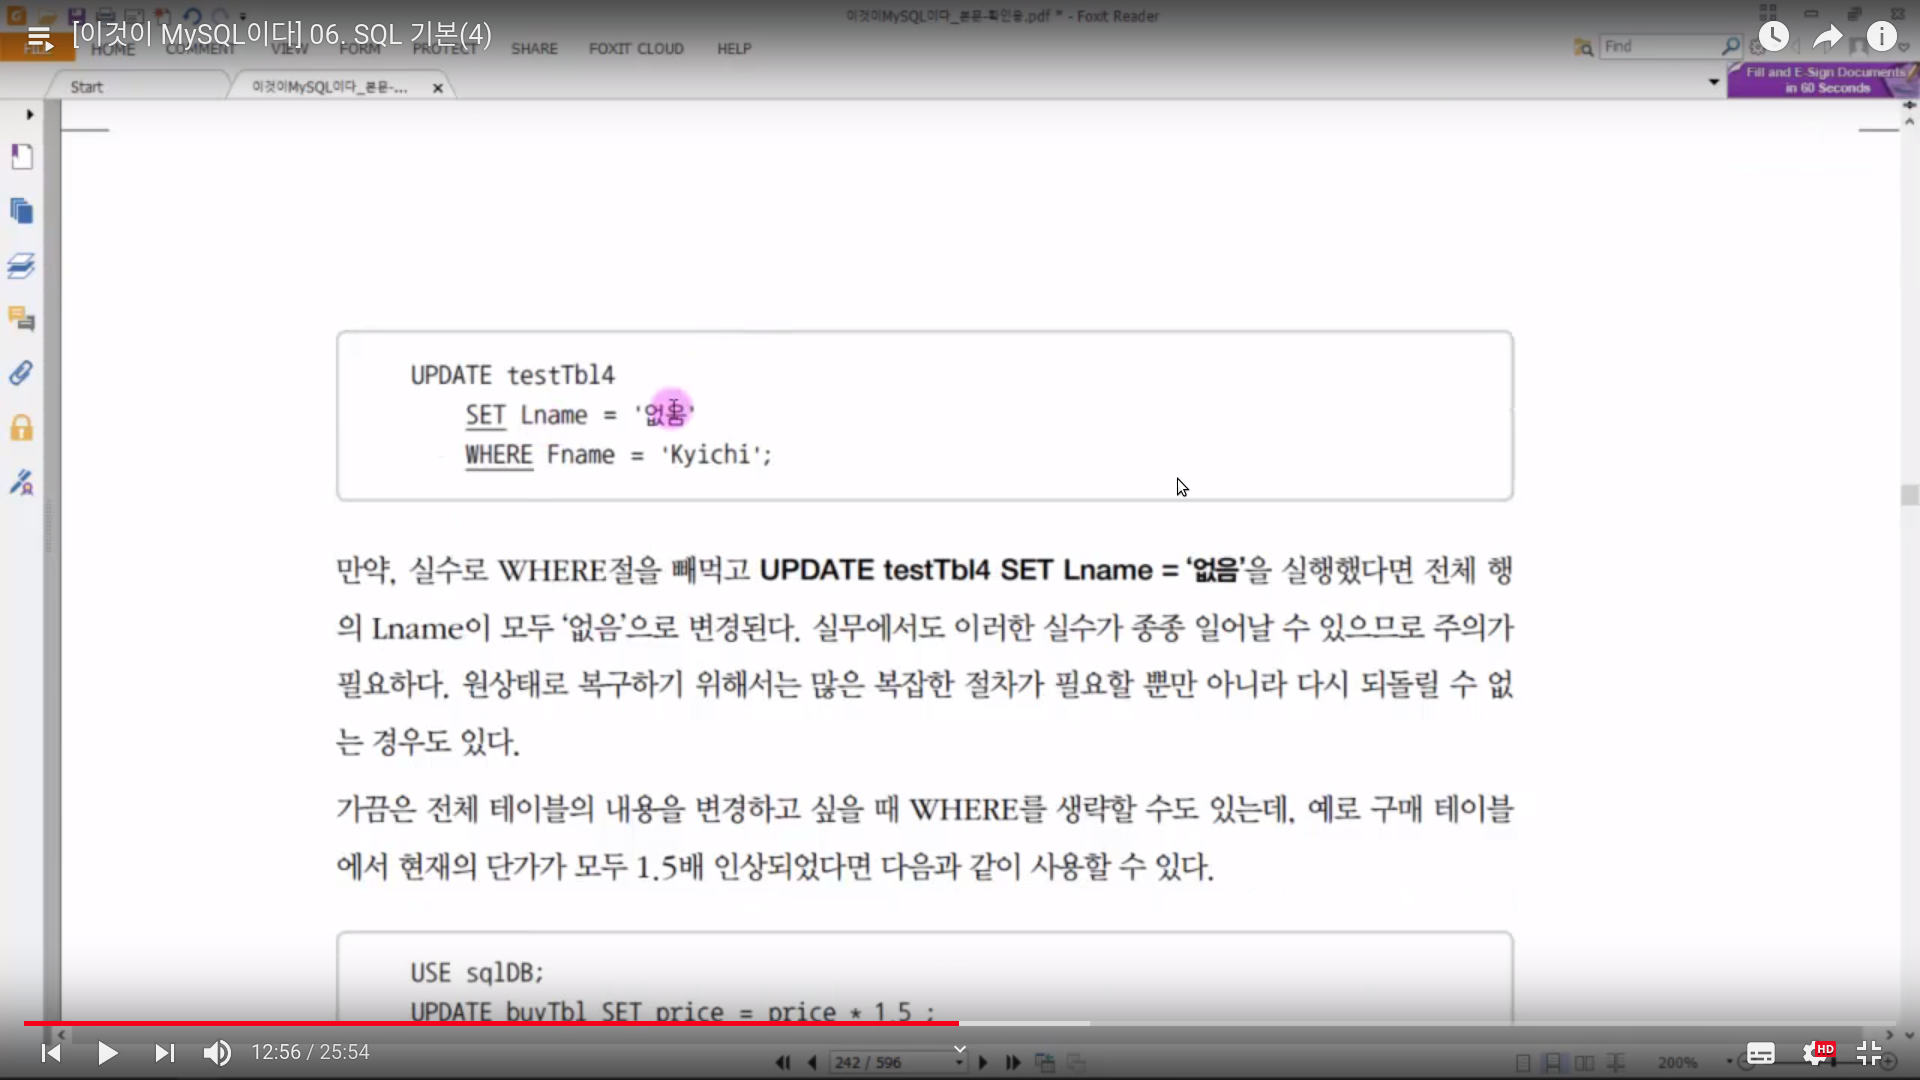 이것이MySQL이다_본문-확인용.pdf * - Foxit Reader
[이것이 MySQL이다] 06. SQL 기본(4)
FILE HOME COMMENT VIEW FORM PROTECT SHARE FOXIT CLOUD HELP
Find
Start
이것이MySQL이다_본문-...
Fill and E-Sign Documents
in 60 Seconds
UPDATE testTbl4
SET Lname = '없음'
WHERE Fname = 'Kyichi';
만약, 실수로 WHERE절을 빼먹고 UPDATE testTbl4 SET Lname = ‘없음’을 실행했다면 전체 행
의 Lname이 모두 ‘없음’으로 변경된다. 실무에서도 이러한 실수가 종종 일어날 수 있으므로 주의가
필요하다. 원상태로 복구하기 위해서는 많은 복잡한 절차가 필요할 뿐만 아니라 다시 되돌릴 수 없
는 경우도 있다.
가끔은 전체 테이블의 내용을 변경하고 싶을 때 WHERE를 생략할 수도 있는데, 예로 구매 테이블
에서 현재의 단가가 모두 1.5배 인상되었다면 다음과 같이 사용할 수 있다.
USE sqlDB;
UPDATE buyTbl SET price = price * 1.5 ;
12:56 / 25:54
242 / 596
200%
HD